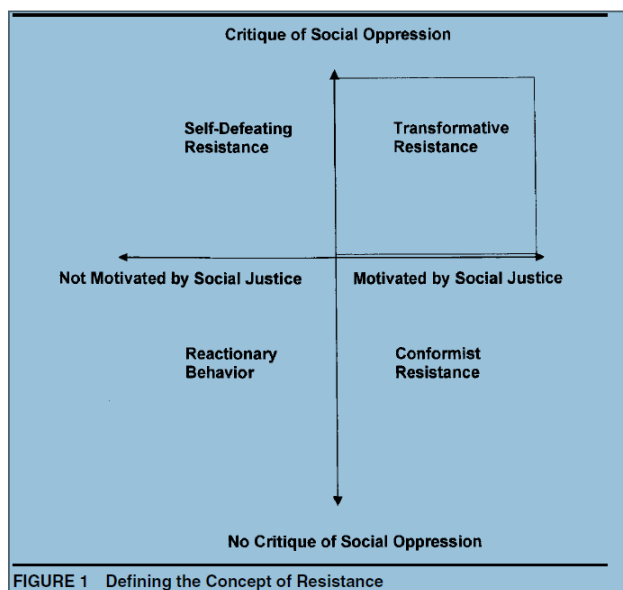 Critique of Social Oppression
Self-Defeating
Resistance
Transformative
Resistance
Not Motivated by Social Justice
Motivated by Social Justice
Reactionary
Behavior
Conformist
Resistance
No Critique of Social Oppression
FIGURE 1 Defining the Concept of Resistance